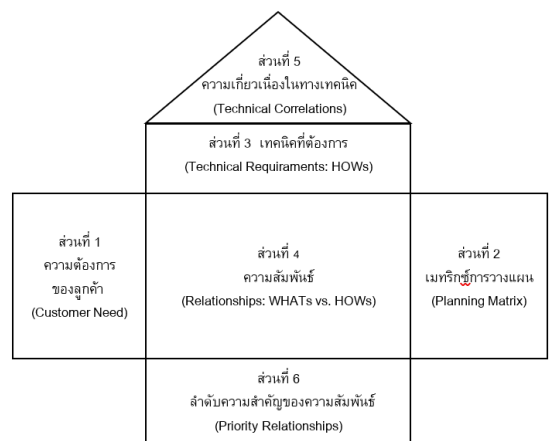 ส่วนที่ 5
ความเกี่ยวเนื่องในทางเทคนิค
(Technical Correlations)
ส่วนที่ 3 เทคนิคที่ต้องการ
(Technical Requiraments: HOWs)
ส่วนที่ 1
ความต้องการ
ของลูกค้า
(Customer Need)
ส่วนที่ 4
ความสัมพันธ์
(Relationships: WHATs vs. HOWs)
ส่วนที่ 2
เมทริกซ์การวางแผน
(Planning Matrix)
ส่วนที่ 6
ลำดับความสำคัญของความสัมพันธ์
(Priority Relationships)